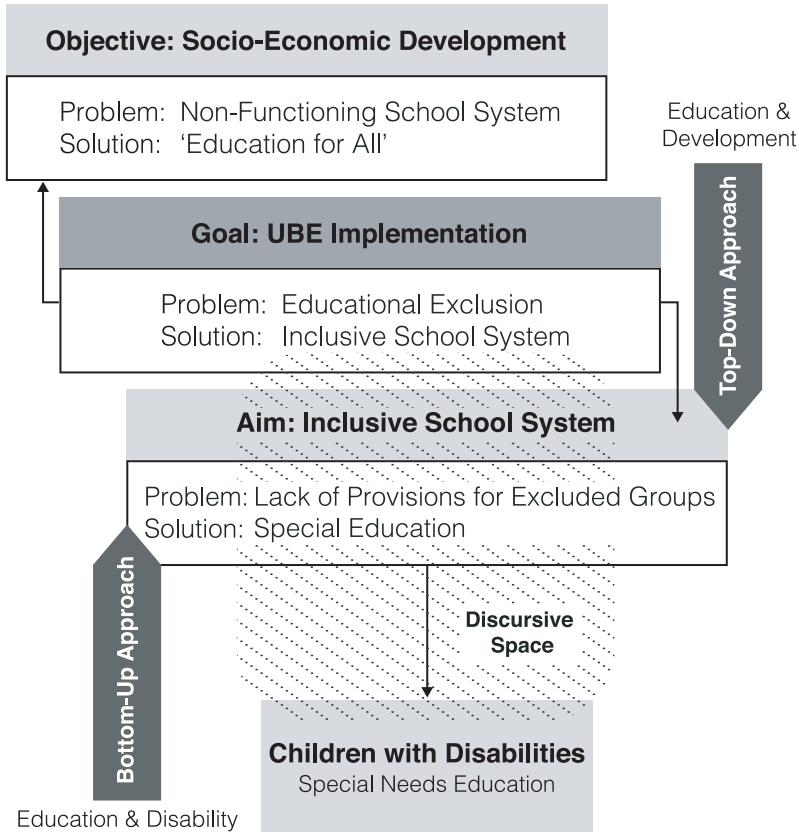 Objective: Socio-Economic Development
Problem: Non-Functioning School System
Solution: ‘Education for All’
Education &
Development
Top-Down Approach
Goal: UBE Implementation
Problem: Educational Exclusion
Solution: Inclusive School System
Aim: Inclusive School System
Problem: Lack of Provisions for Excluded Groups
Solution: Special Education
Bottom-Up Approach
Education & Disability
Discursive
Space
Children with Disabilities
Special Needs Education